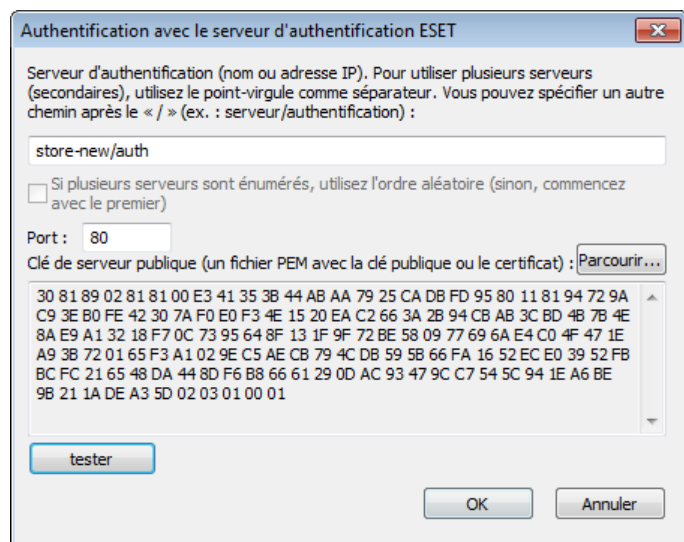 Authentification avec le serveur d'authentification ESET
Serveur d'authentification (nom ou adresse IP). Pour utiliser plusieurs serveurs
(secondaires), utilisez le point-virgule comme séparateur. Vous pouvez spécifier un autre
chemin après le « / » (ex. : serveur/authentification) :
store-new/auth
Si plusieurs serveurs sont énumérés, utilisez l'ordre aléatoire (sinon, commencez
avec le premier)
Port : 80
Clé de serveur publique (un fichier PEM avec la clé publique ou le certificat) : Parcourir...
30 81 89 02 81 81 00 E3 41 35 3B 44 AB AA 79 25 CA DB FD 95 80 11 81 94 72 9A
C9 3E B0 FE 42 30 7A F0 E0 F3 4E 15 20 EA C2 66 3A 2B 94 CB AB 3C BD 4B 7B 4E
8A E9 A1 32 18 F7 0C 73 95 64 8F 13 1F 9F 72 BE 58 09 77 69 6A E4 C0 4F 47 1E
A9 3B 72 01 65 F3 A1 02 9E C5 AE CB 79 4C DB 59 5B 66 FA 16 52 EC E0 39 52 FB
BC FC 21 65 48 DA 44 8D F6 B8 66 61 29 0D AC 93 47 9C C7 54 5C 94 1E A6 BE
9B 21 1A DE A3 5D 02 03 01 00 01
tester
OK Annuler